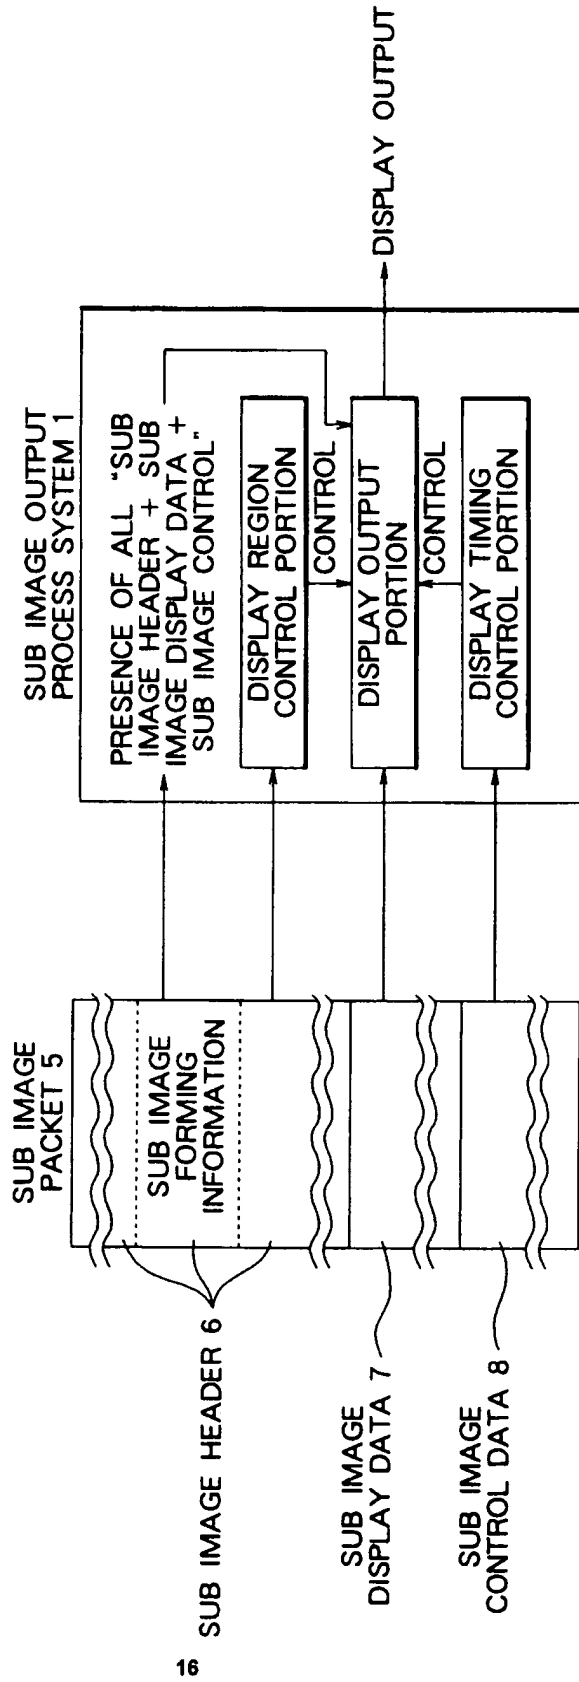 SUB IMAGE
PACKET 5
SUB IMAGE
FORMING
INFORMATION
SUB IMAGE HEADER 6
SUB IMAGE
DISPLAY DATA 7
SUB IMAGE
CONTROL DATA 8
SUB IMAGE OUTPUT
PROCESS SYSTEM 1
PRESENCE OF ALL "SUB
IMAGE HEADER + SUB
IMAGE DISPLAY DATA +
SUB IMAGE CONTROL"
DISPLAY REGION
CONTROL PORTION
CONTROL
DISPLAY OUTPUT
PORTION
CONTROL
DISPLAY TIMING
CONTROL PORTION
DISPLAY OUTPUT
16